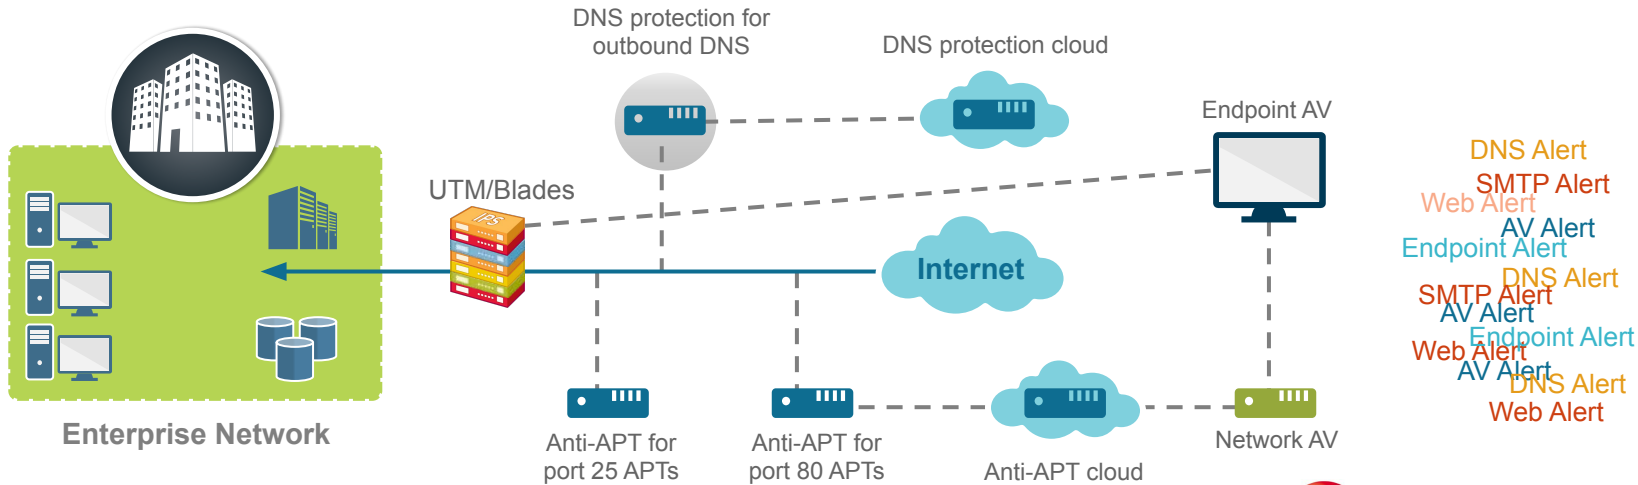 DNS protection for
outbound DNS
DNS protection cloud
Endpoint AV
UTM/Blades
IPS
Internet
Enterprise Network
Anti-APT for
port 25 APTs
Anti-APT for
port 80 APTs
Anti-APT cloud
Network AV
DNS Alert
SMTP Alert
Web Alert
AV Alert
Endpoint Alert
DNS Alert
SMTP Alert
AV Alert
Endpoint Alert
Web Alert
AV Alert
DNS Alert
Web Alert